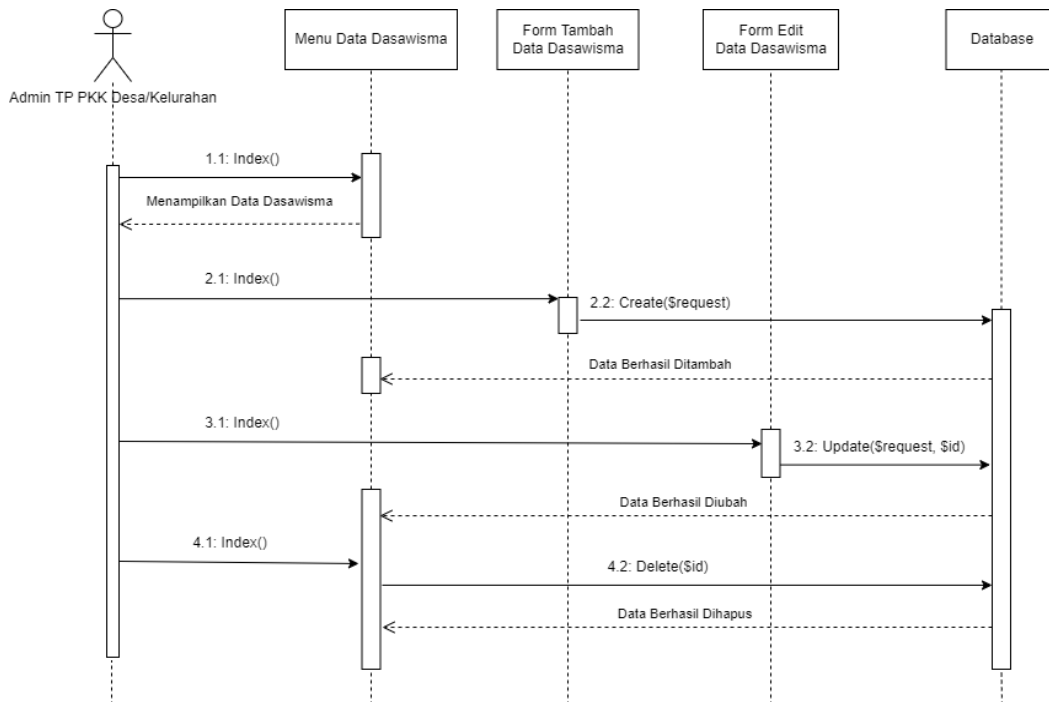 Menu Data Dasawisma
Form Tambah
Data Dasawisma
Form Edit
Data Dasawisma
Database
Admin TP PKK Desa/Kelurahan
1.1: Index()
Menampilkan Data Dasawisma
2.1: Index()
2.2: Create($request)
Data Berhasil Ditambah
3.1: Index()
3.2: Update($request, $id)
Data Berhasil Diubah
4.1: Index()
4.2: Delete($id)
Data Berhasil Dihapus